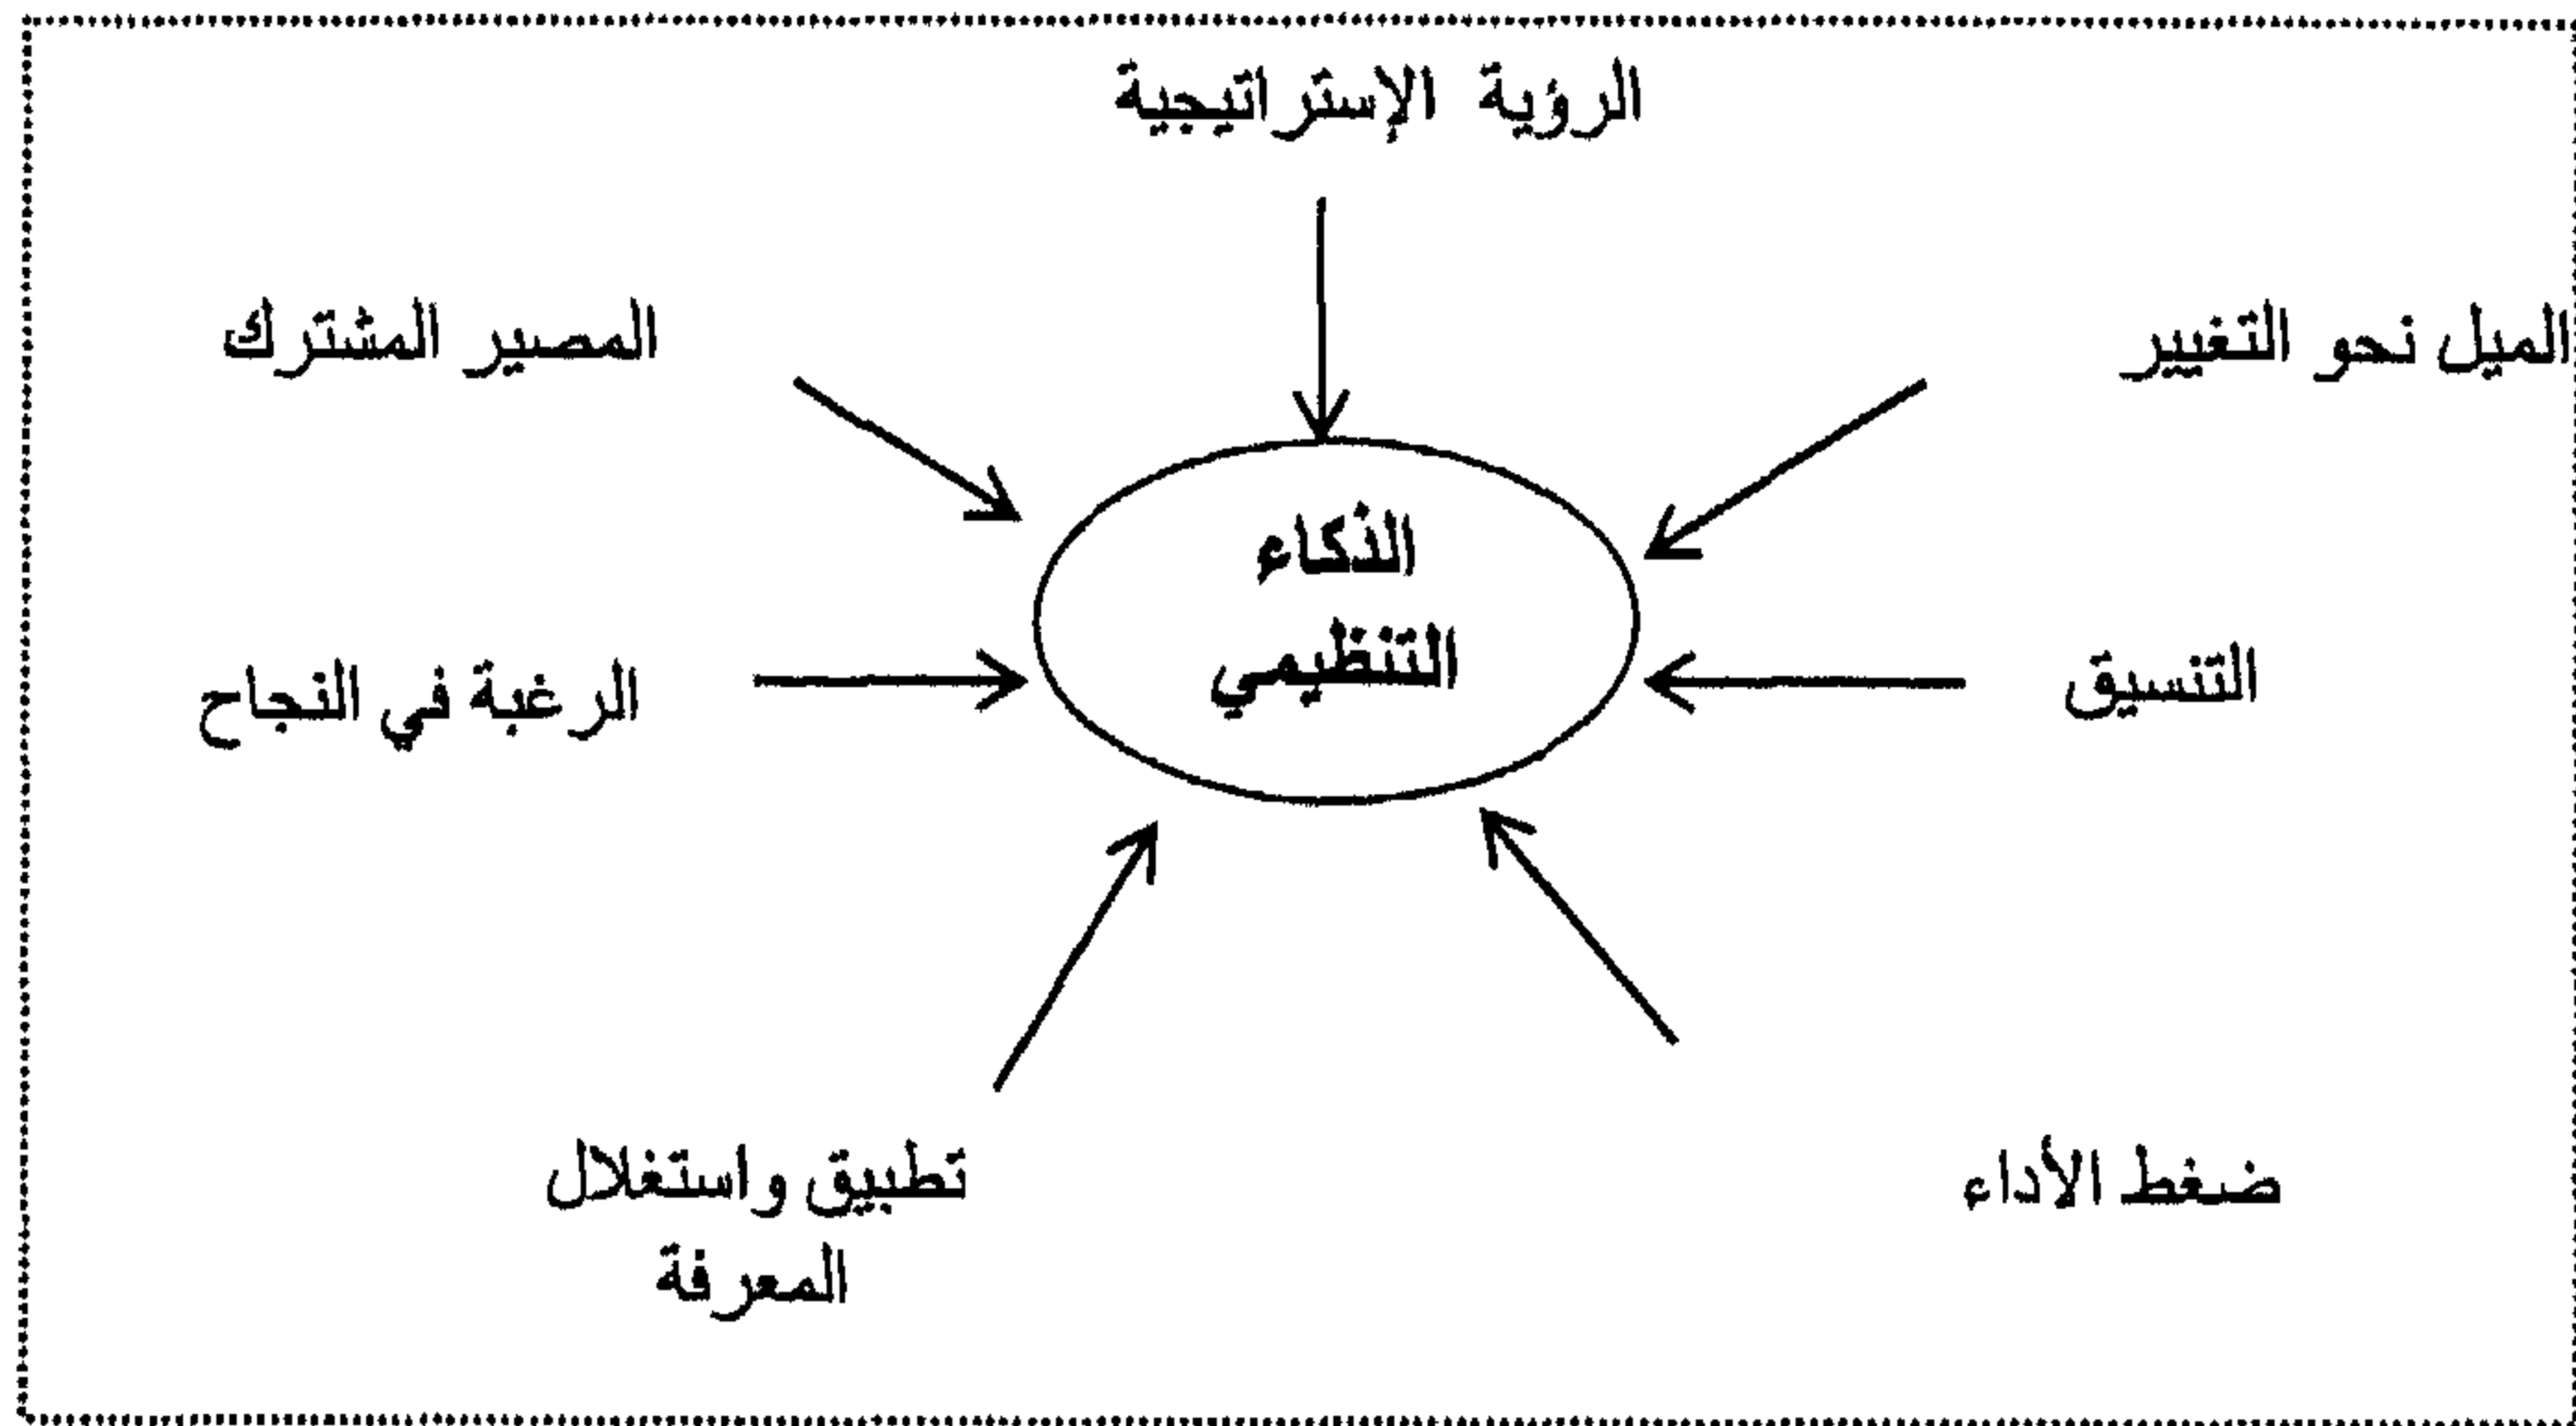 الرؤية الإستراتيجية
الميل نحو التغيير
المصير المشترك
الذكاء
التنظيمي
التنسيق
الرغبة في النجاح
ضغط الأداء
تطبيق واستغلال
المعرفة